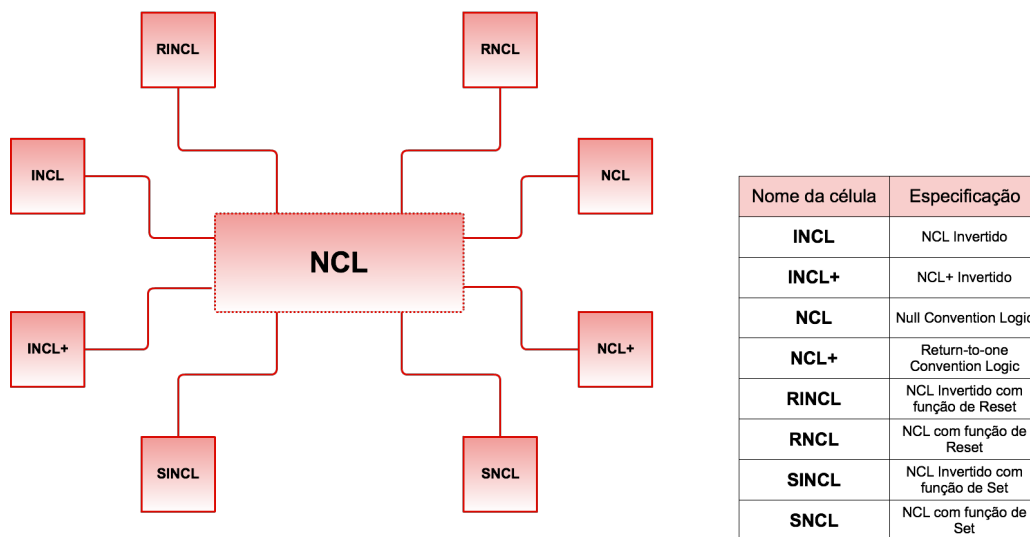 RINCL
RNCL
INCL
NCL
NCL
INCL+
NCL+
SINCL
SNCL
Nome da célula Especificação
INCL NCL Invertido
INCL+ NCL+ Invertido
NCL Null Convention Logic
NCL+ Return-to-one
Convention Logic
RINCL NCL Invertido com
função de Reset
RNCL NCL com função de
Reset
SINCL NCL Invertido com
função de Set
SNCL NCL com função de
Set